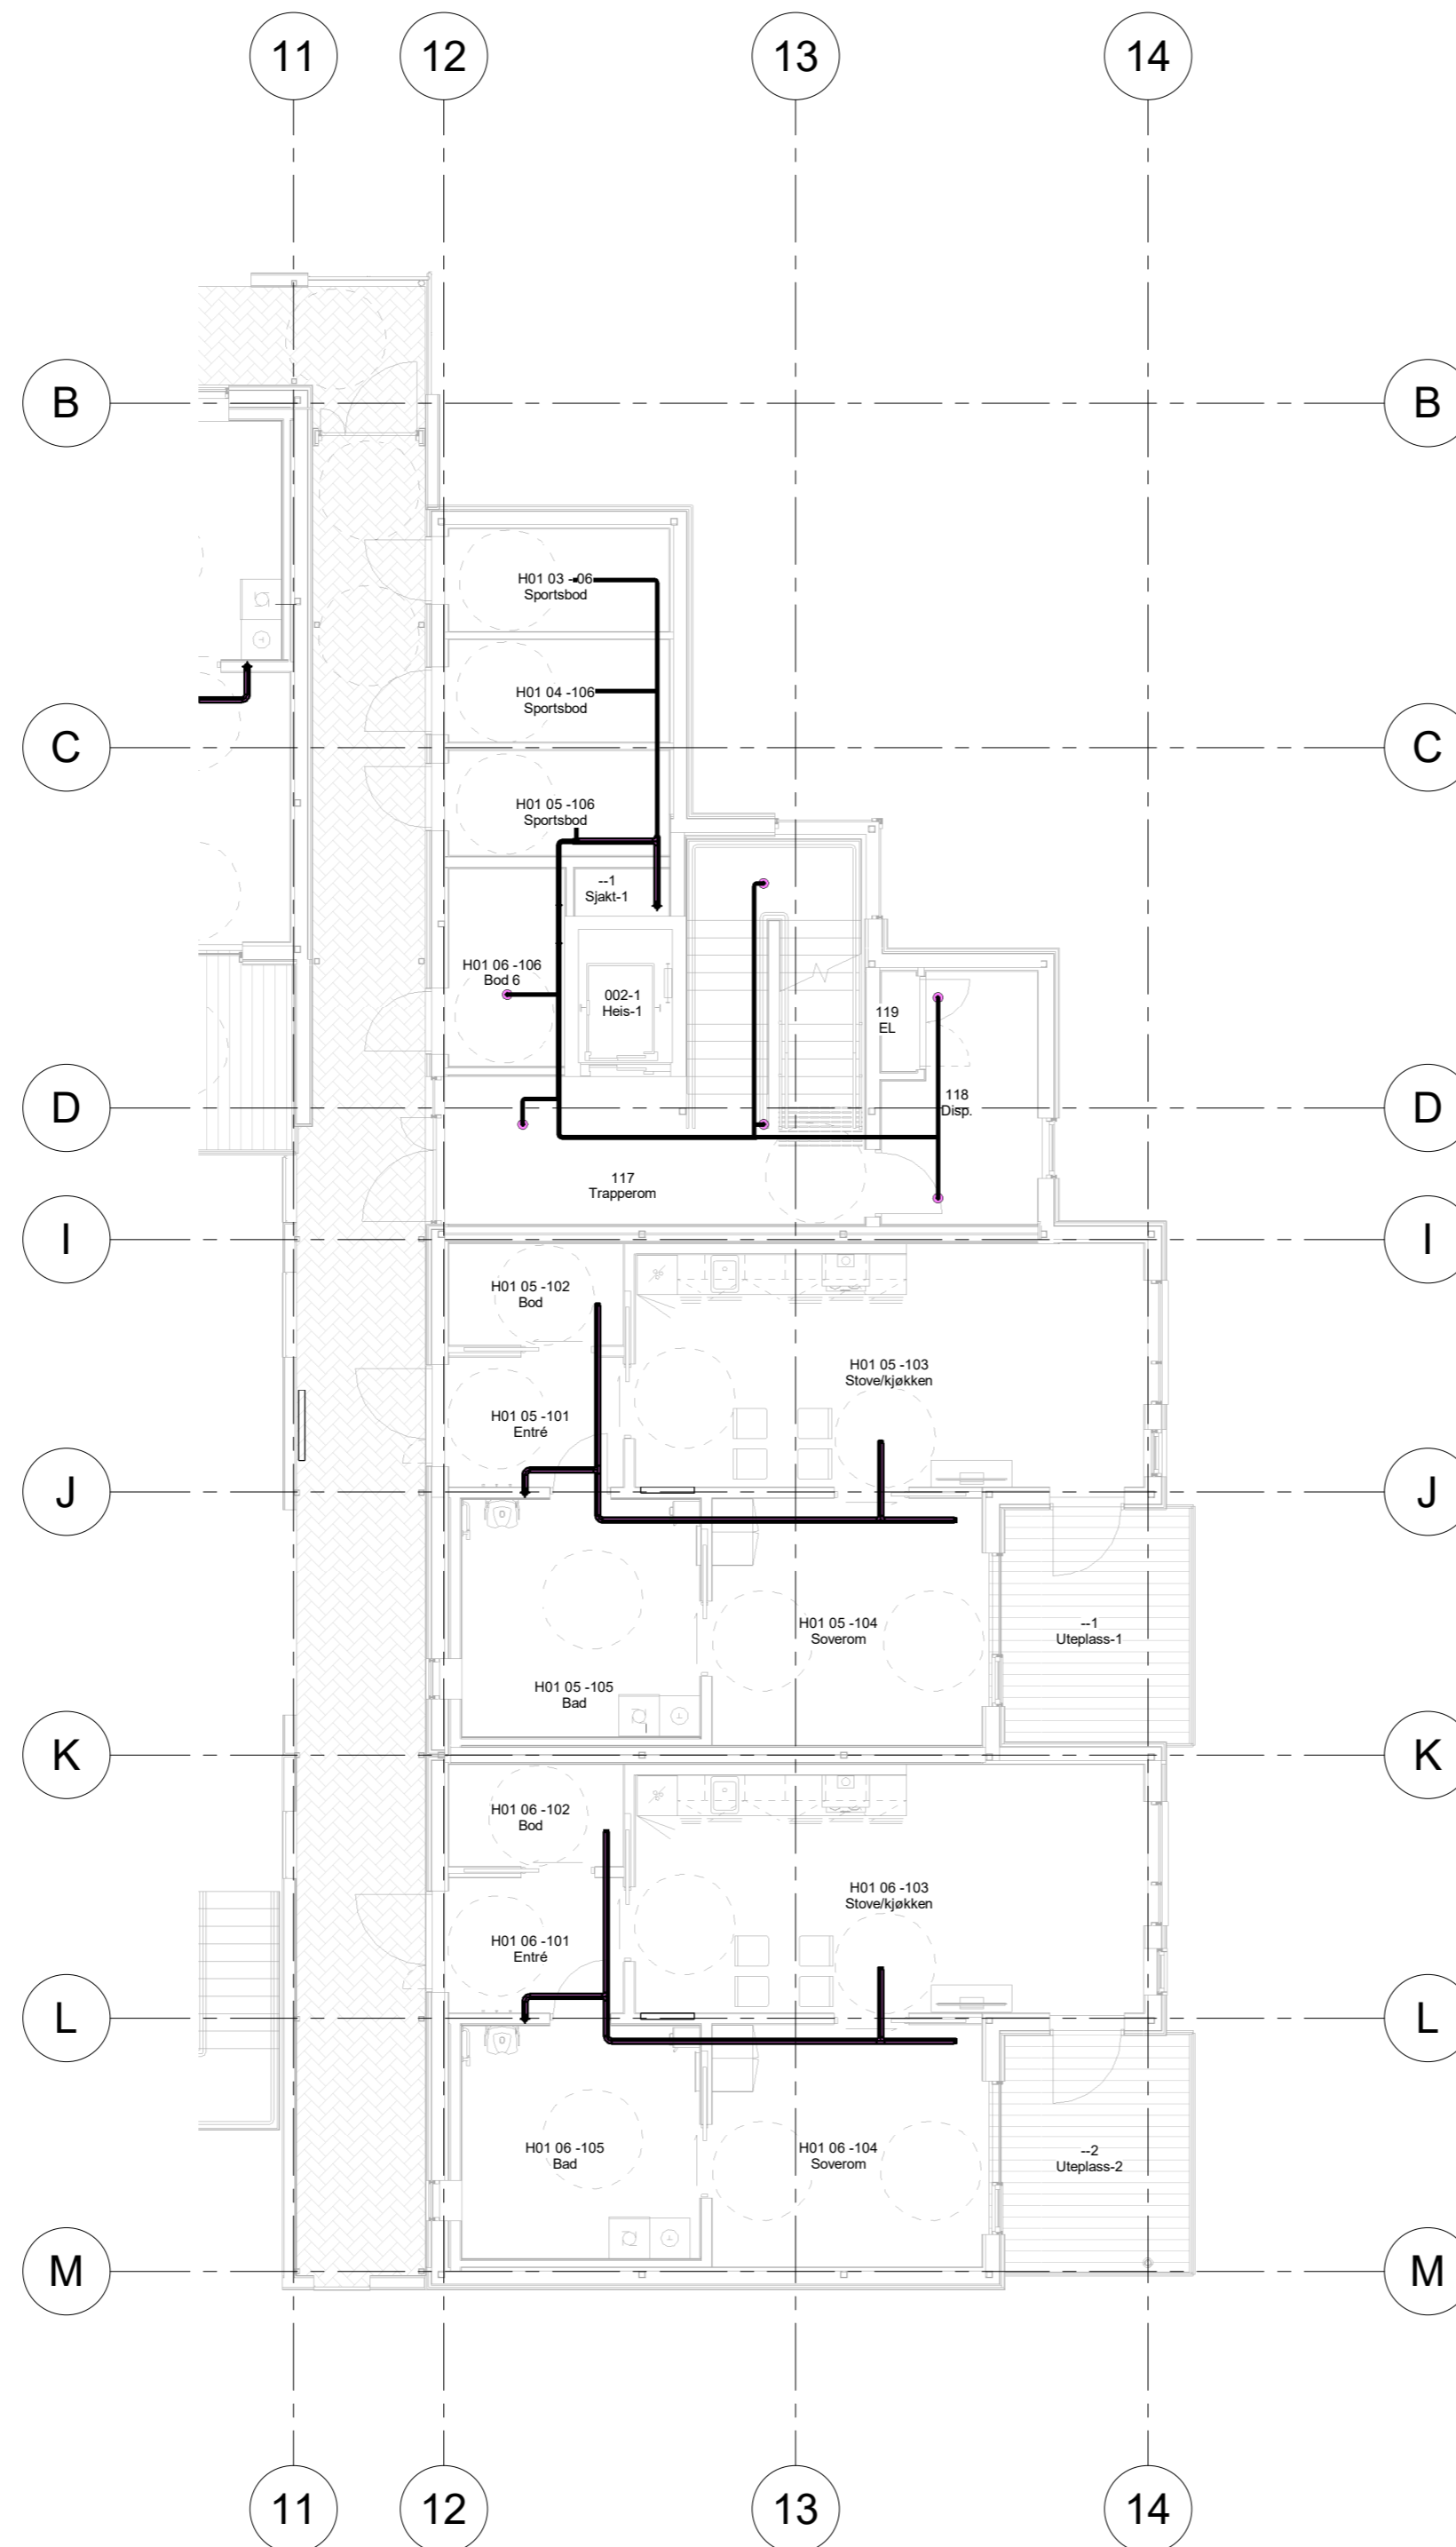 11
12
13
14
B
B
H01 03 -
06
Sportsbod
H01 04 -106
Sportsbod
C
C
H01 05 -106
Sportsbod
--1
Sjakt-1
H01 06 -106
Bod 6
002-1
Heis-1
119
EL
118
Disp.
D
D
117
Trapperom
I
I
H01 05 -102
Bod
H01 05 -103
Stove/kjøkken
H01 05 -101
Entré
J
J
H01 05 -104
Soverom
--1
Uteplass-1
H01 05 -105
Bad
K
K
H01 06 -102
Bod
H01 06 -103
Stove/kjøkken
H01 06 -101
Entré
L
L
H01 06 -105
Bad
H01 06 -104
Soverom
--2
Uteplass-2
M
M
11
12
13
14